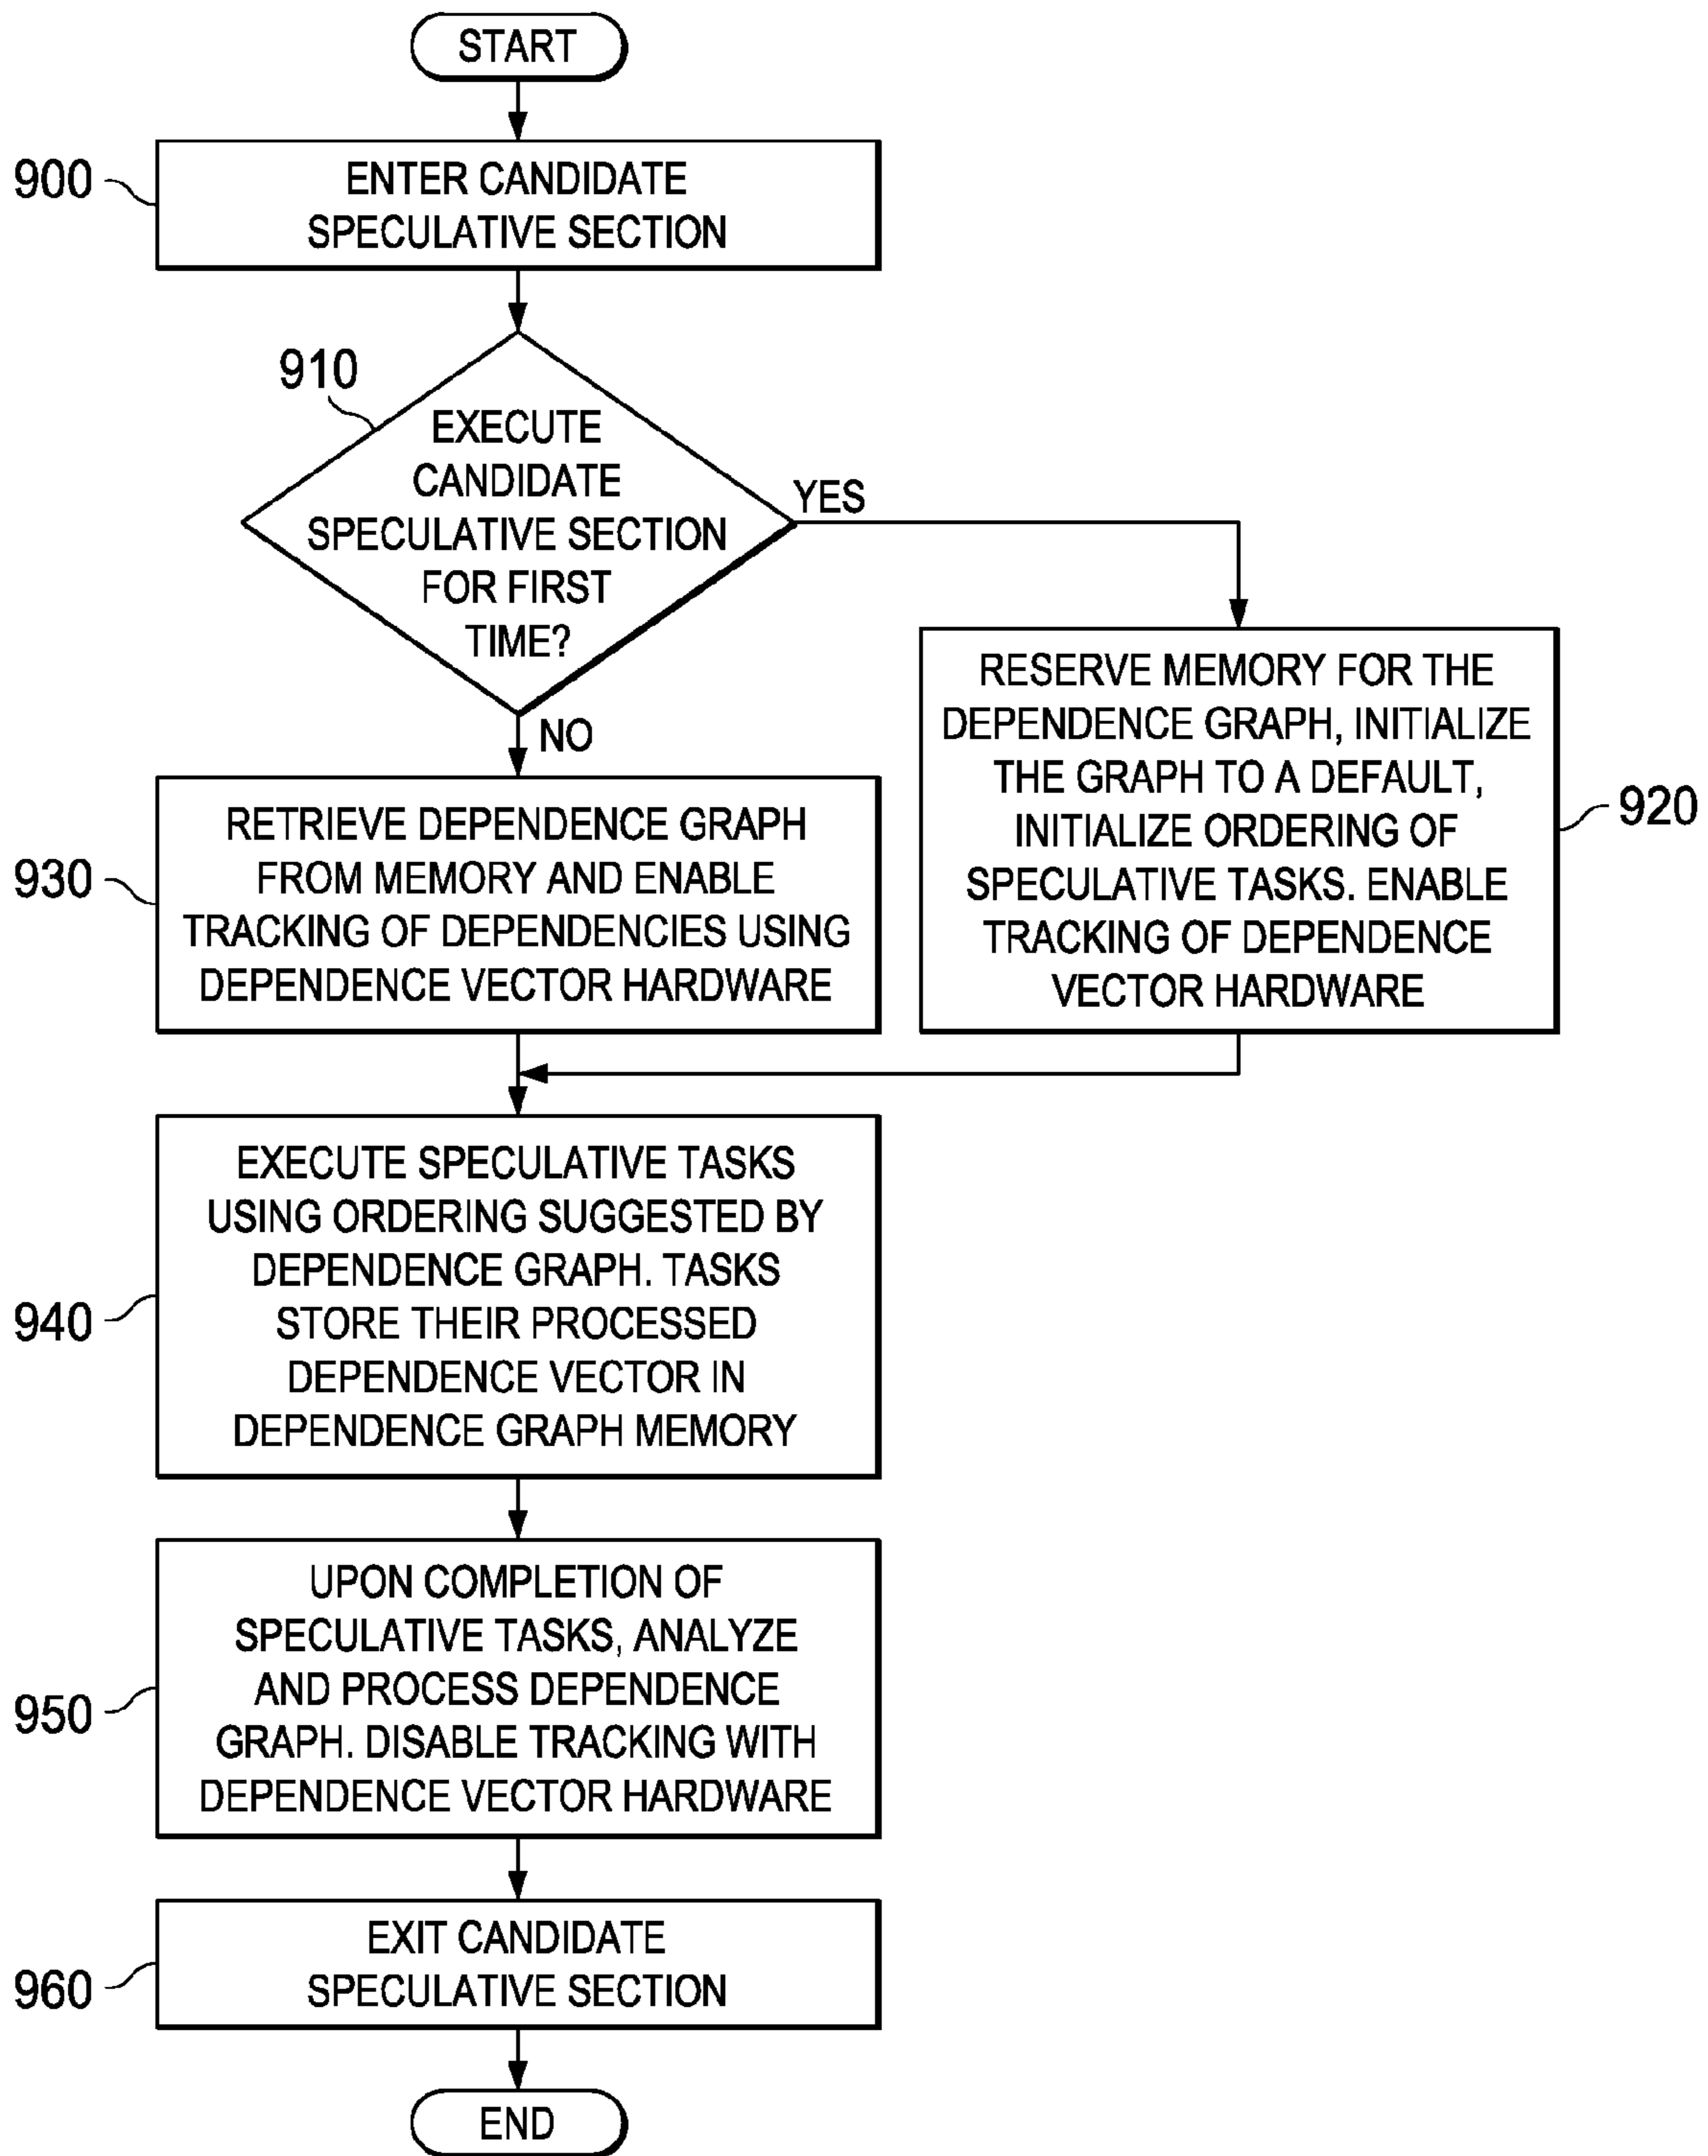 START
900
ENTER CANDIDATE
SPECULATIVE SECTION
910
EXECUTE
CANDIDATE
SPECULATIVE SECTION
FOR FIRST
TIME?
YES
NO
RESERVE MEMORY FOR THE
DEPENDENCE GRAPH, INITIALIZE
THE GRAPH TO A DEFAULT,
INITIALIZE ORDERING OF
SPECULATIVE TASKS. ENABLE
TRACKING OF DEPENDENCE
VECTOR HARDWARE
920
930
RETRIEVE DEPENDENCE GRAPH
FROM MEMORY AND ENABLE
TRACKING OF DEPENDENCIES USING
DEPENDENCE VECTOR HARDWARE
940
EXECUTE SPECULATIVE TASKS
USING ORDERING SUGGESTED BY
DEPENDENCE GRAPH. TASKS
STORE THEIR PROCESSED
DEPENDENCE VECTOR IN
DEPENDENCE GRAPH MEMORY
950
UPON COMPLETION OF
SPECULATIVE TASKS, ANALYZE
AND PROCESS DEPENDENCE
GRAPH. DISABLE TRACKING WITH
DEPENDENCE VECTOR HARDWARE
960
EXIT CANDIDATE
SPECULATIVE SECTION
END